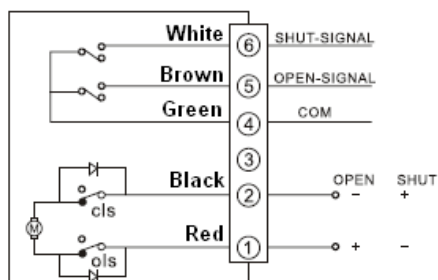 White ⑥ SHUT-SIGNAL
Brown ⑤ OPEN-SIGNAL
Green ④ COM
③
Black ② OPEN SHUT
− +
cls
M
Red ① + −
ols